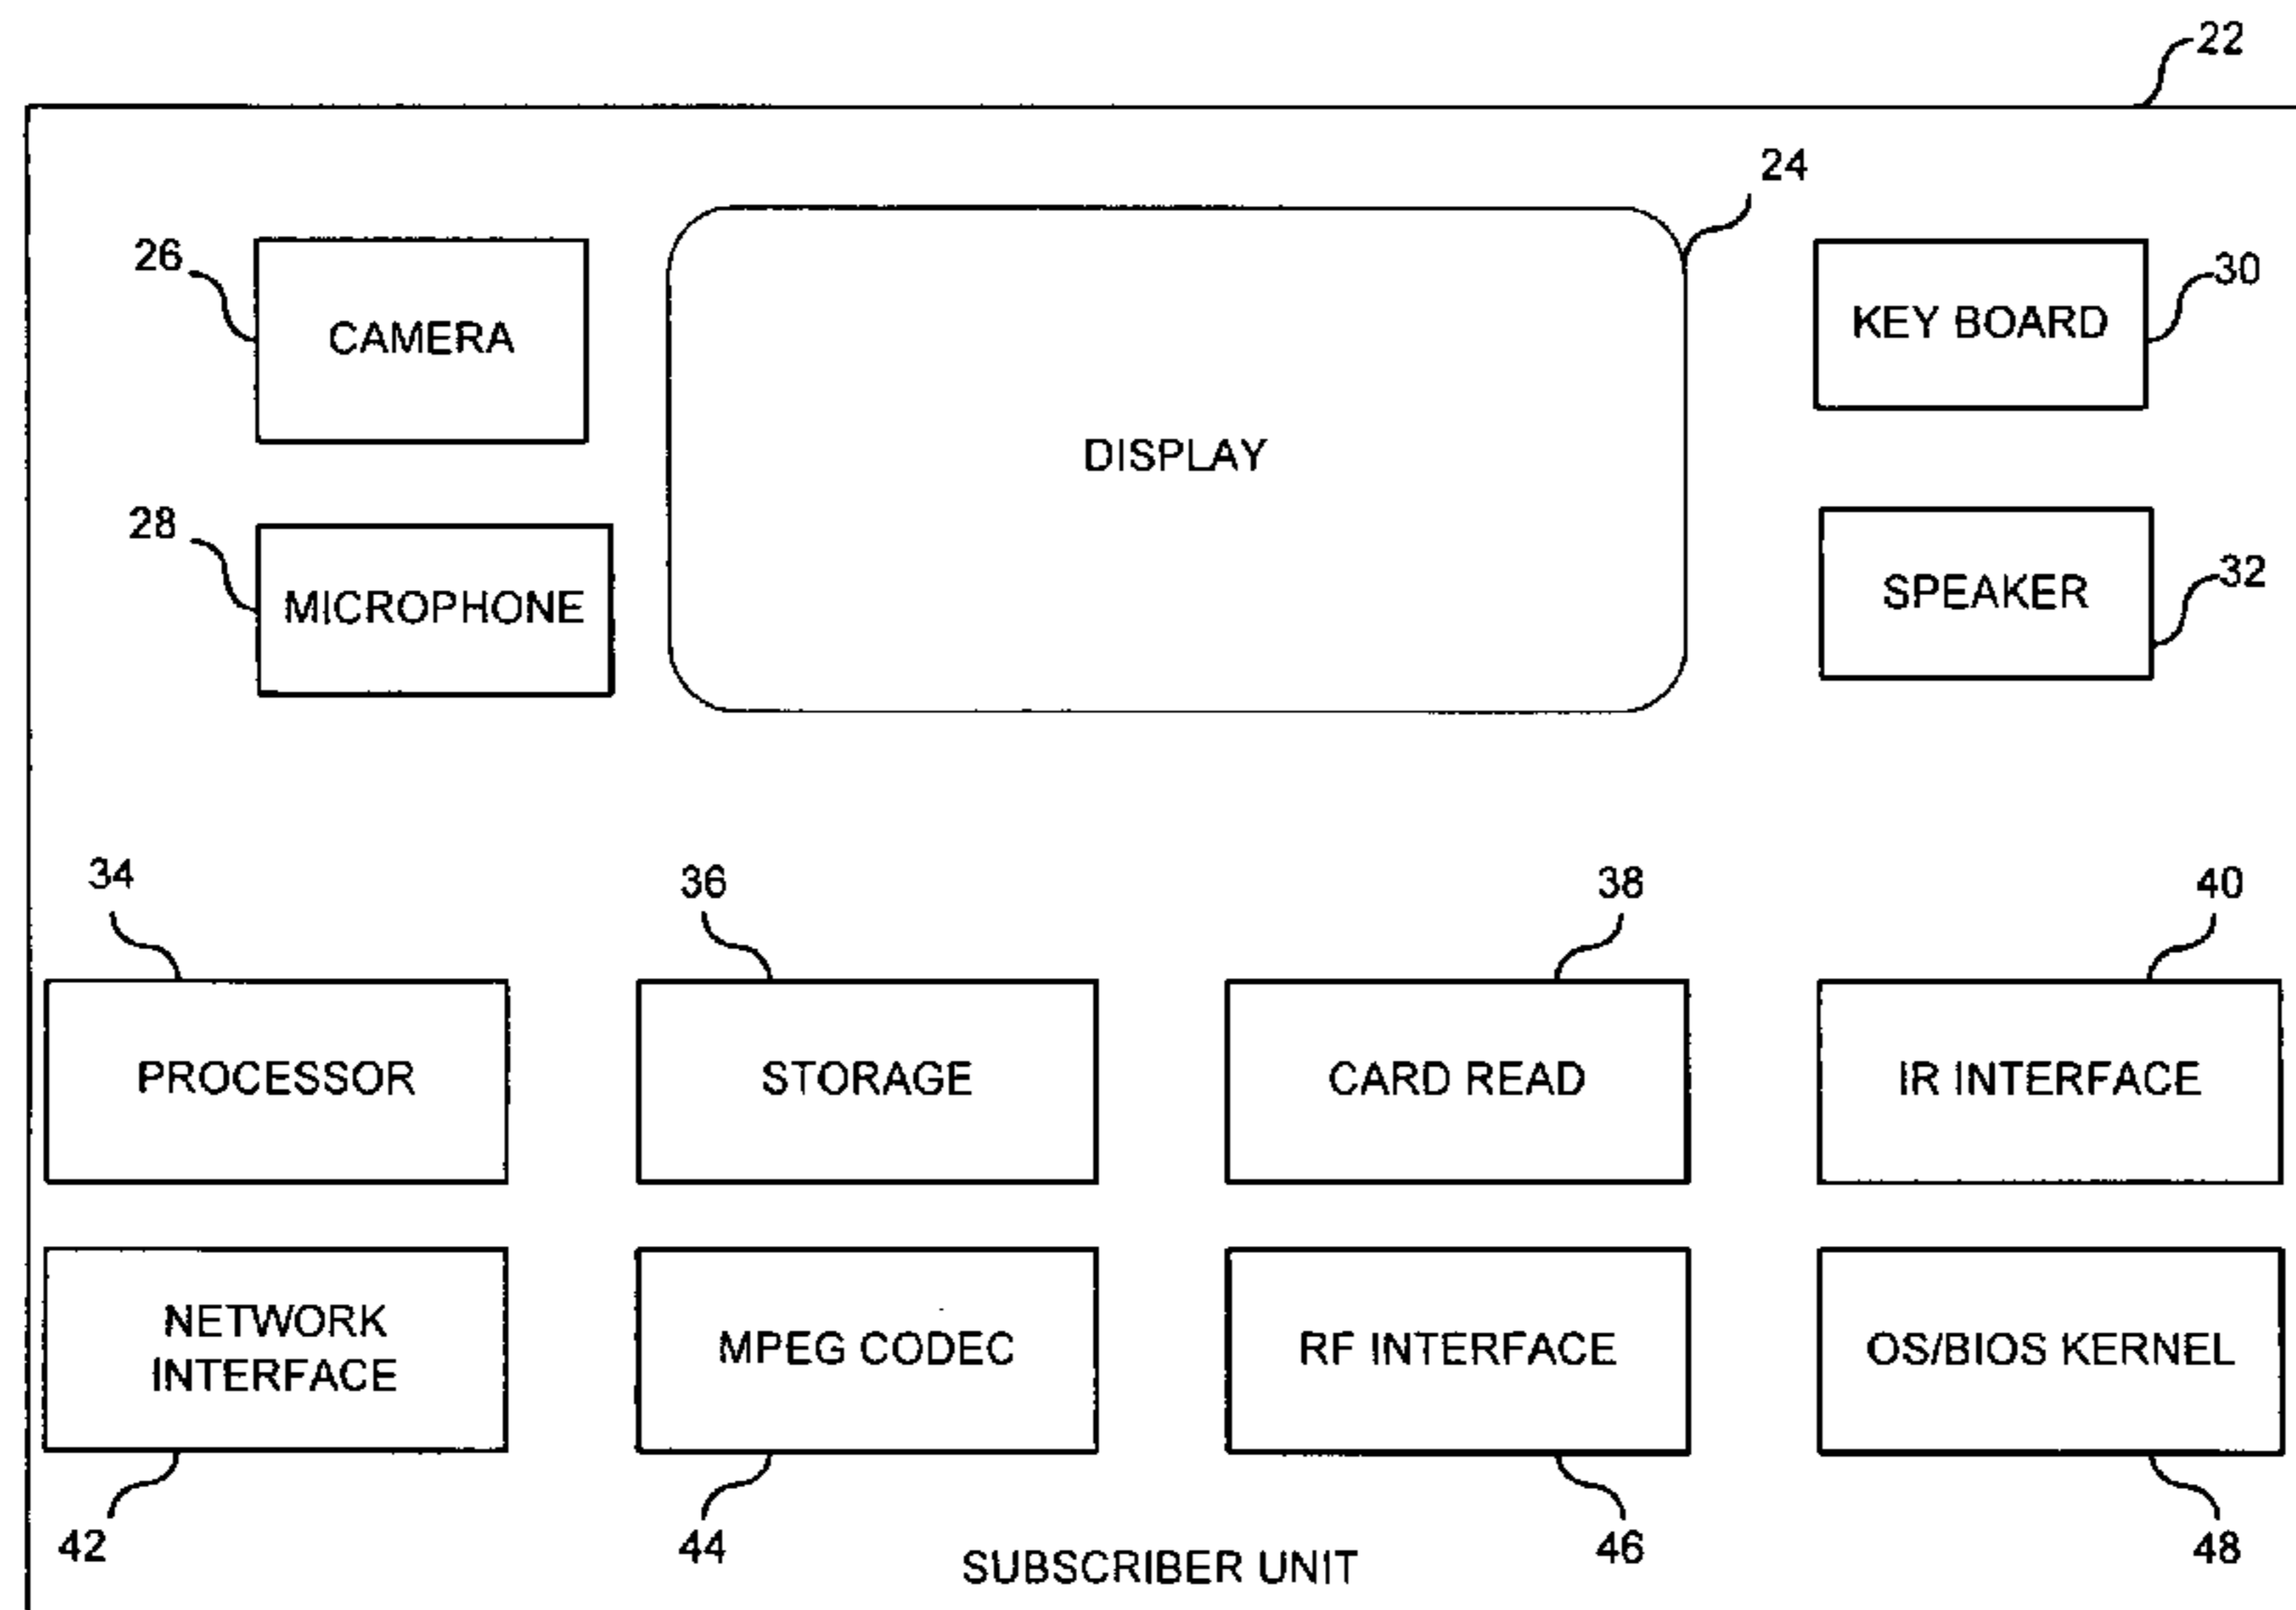 22
24
26
CAMERA
KEY BOARD
30
DISPLAY
28
MICROPHONE
SPEAKER
32
34
36
38
40
PROCESSOR
STORAGE
CARD READ
IR INTERFACE
NETWORK
INTERFACE
MPEG CODEC
RF INTERFACE
OS/BIOS KERNEL
42
44
46
48
SUBSCRIBER UNIT